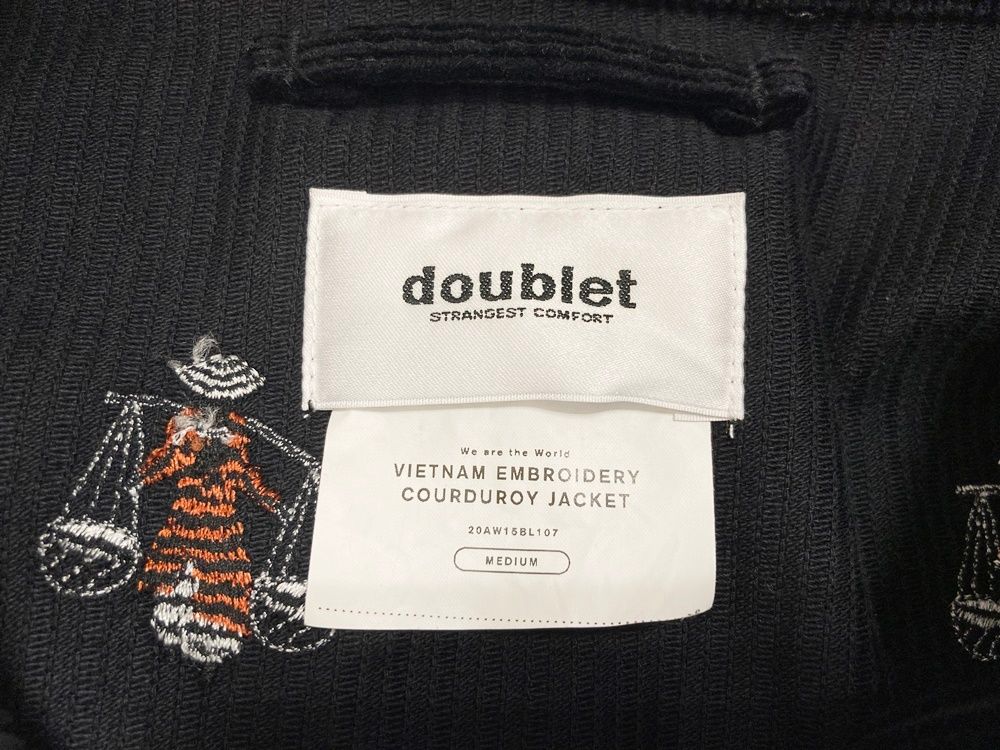 doublet
STRANGEST COMFORT
We are the World
VIETNAM EMBROIDERY
COURDUROY JACKET
20AW15BL107
MEDIUM